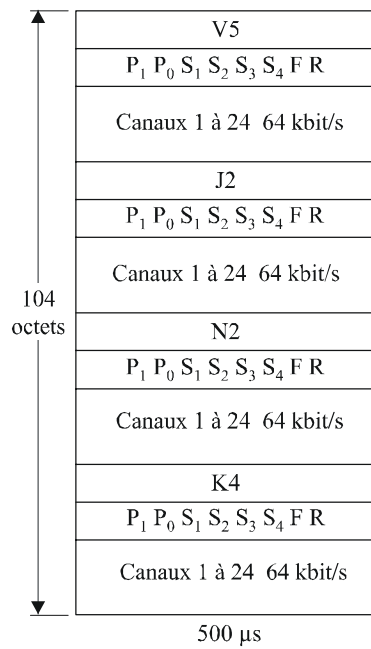 V5
P₁ P₀ S₁ S₂ S₃ S₄ F R
Canaux 1 à 24 64 kbit/s
J2
P₁ P₀ S₁ S₂ S₃ S₄ F R
Canaux 1 à 24 64 kbit/s
104
octets
N2
P₁ P₀ S₁ S₂ S₃ S₄ F R
Canaux 1 à 24 64 kbit/s
K4
P₁ P₀ S₁ S₂ S₃ S₄ F R
Canaux 1 à 24 64 kbit/s
500 µs